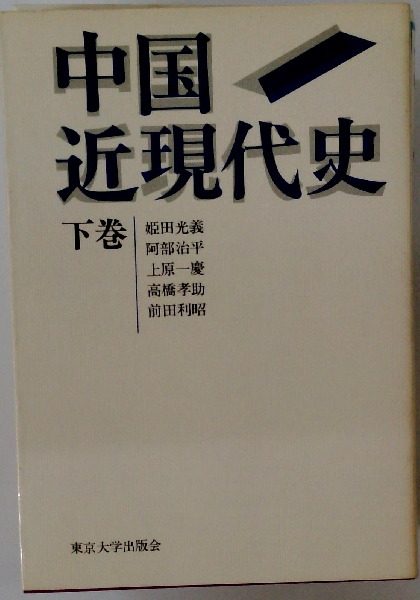 中国
近現代史
下巻
姫田光義
阿部治平
上原一慶
高橋孝助
前田利昭
東京大学出版会